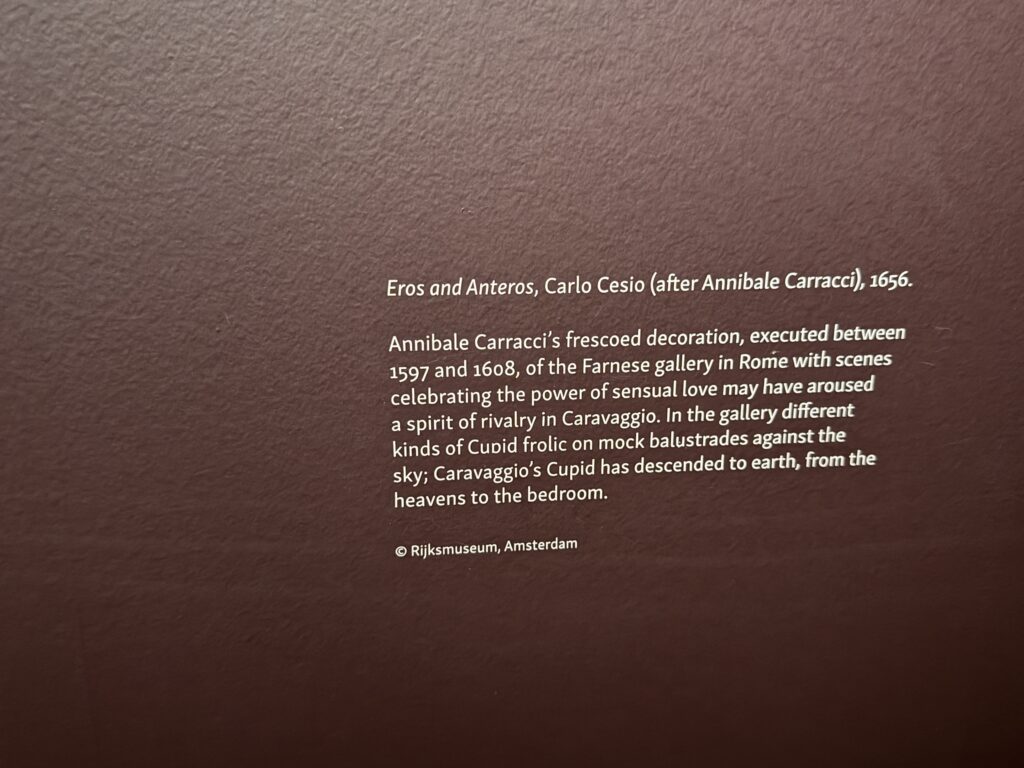 Eros and Anteros, Carlo Cesio (after Annibale Carracci), 1656.
Annibale Carracci's frescoed decoration, executed between
1597 and 1608, of the Farnese gallery in Rome with scenes
celebrating the power of sensual love may have aroused
a spirit of rivalry in Caravaggio. In the gallery different
kinds of Cupid frolic on mock balustrades against the
sky; Caravaggio's Cupid has descended to earth, from the
heavens to the bedroom.
© Rijksmuseum, Amsterdam